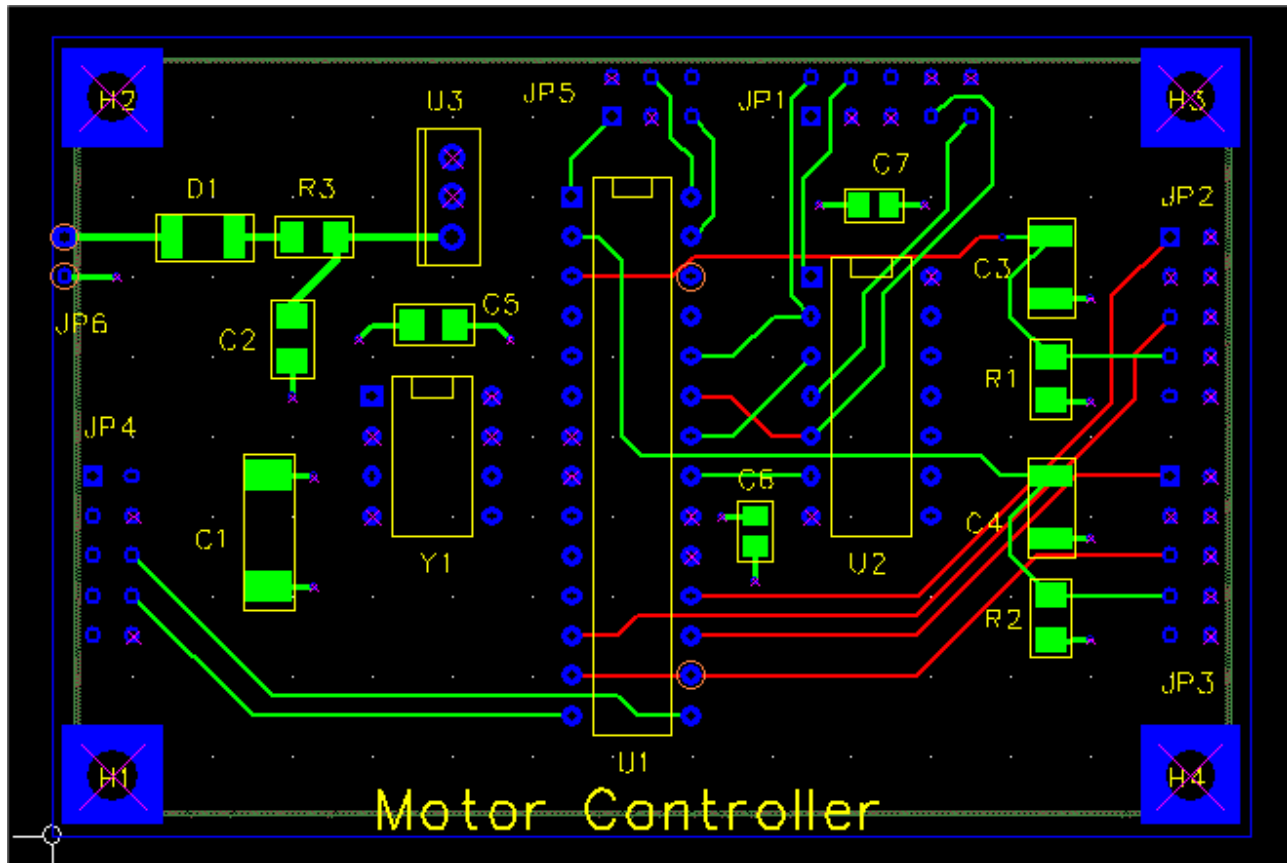 H2
JP5
U3
JP1
H3
C7
D1
R3
JP2
C3
C5
JP6
C2
R1
JP4
C6
C1
C4
Y1
U2
R2
JP3
U1
H1
H4
Motor Controller